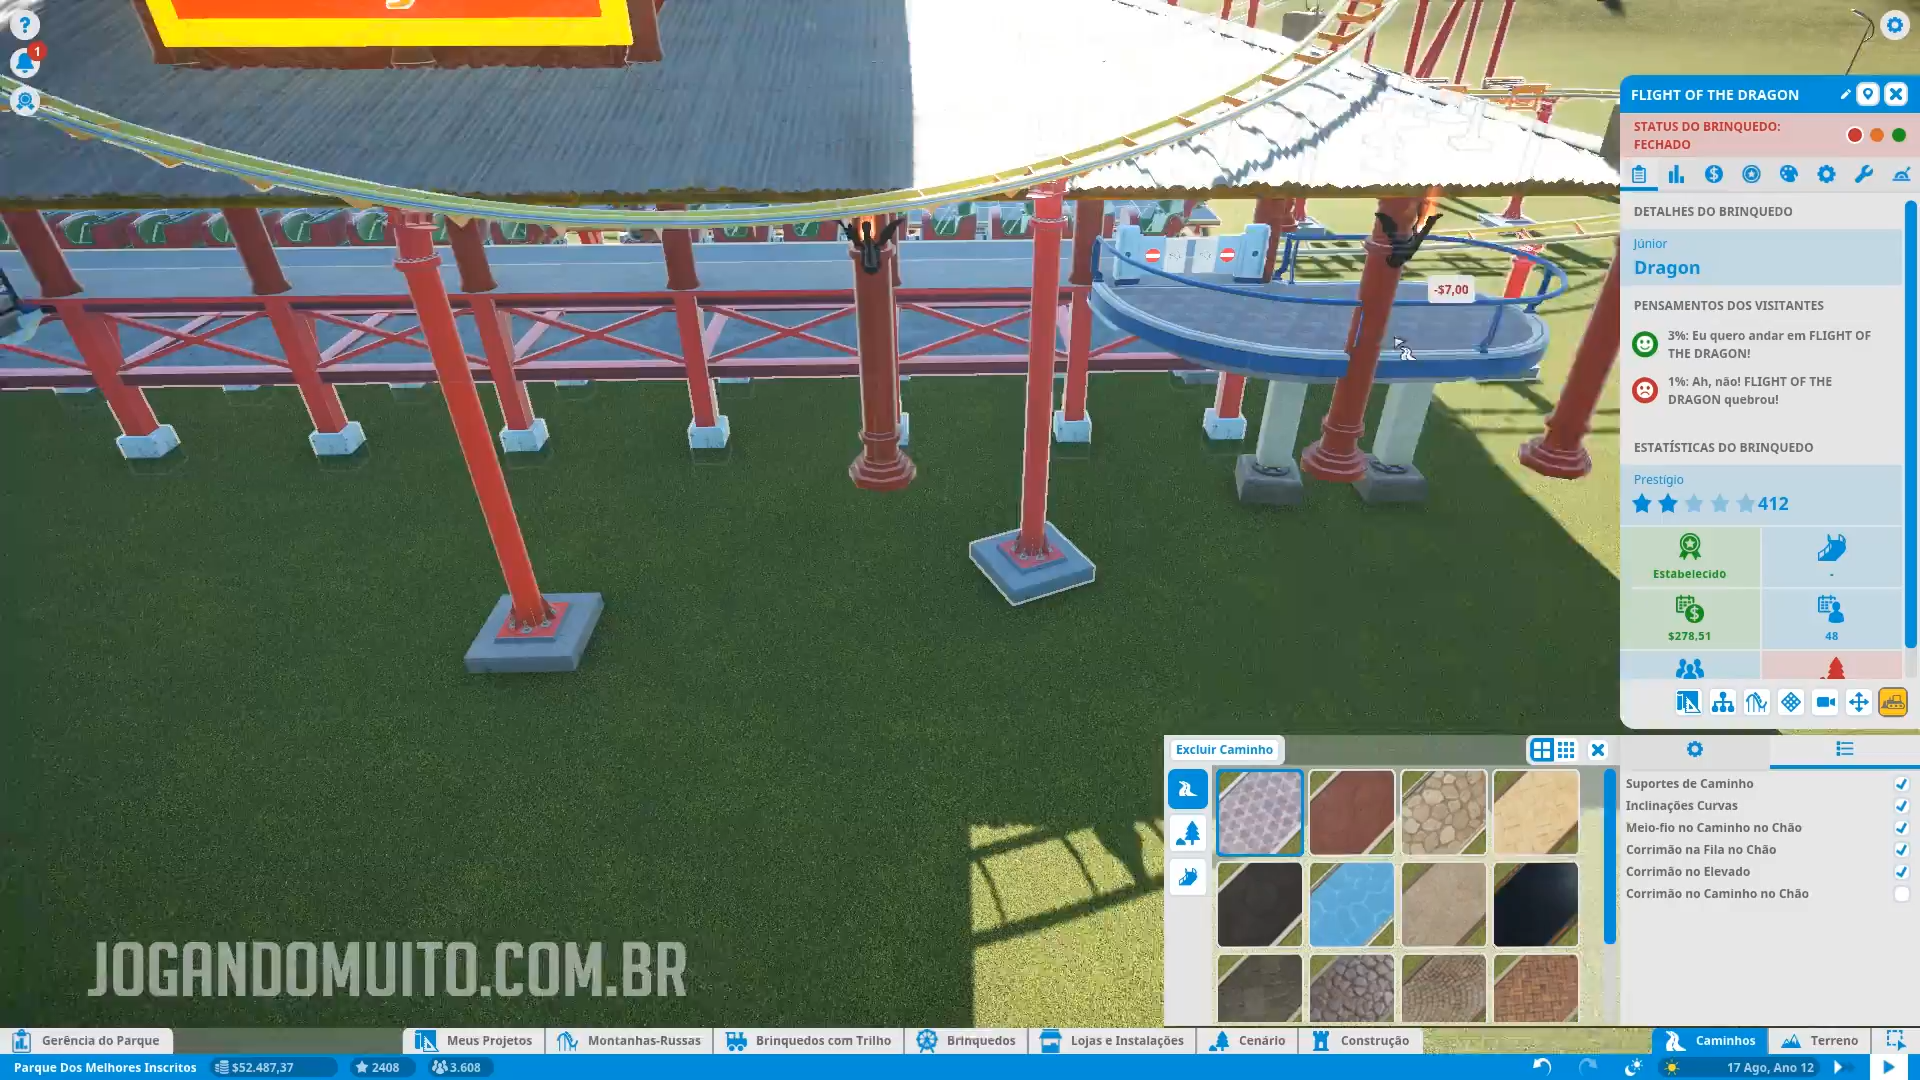 ?
1
FLIGHT OF THE DRAGON
STATUS DO BRINQUEDO:
FECHADO
DETALHES DO BRINQUEDO
Júnior
Dragon
PENSAMENTOS DOS VISITANTES
3%: Eu quero andar em FLIGHT OF
THE DRAGON!
1%: Ah, não! FLIGHT OF THE
DRAGON quebrou!
ESTATÍSTICAS DO BRINQUEDO
Prestígio
412
Estabelecido
-
$278,51
48
-$7,00
Excluir Caminho
Suportes de Caminho
Inclinações Curvas
Meio-fio no Caminho no Chão
Corrimão na Fila no Chão
Corrimão no Elevado
Corrimão no Caminho no Chão
JOGANDOMUITO.COM.BR
Gerência do Parque
Meus Projetos
Montanhas-Russas
Brinquedos com Trilho
Brinquedos
Lojas e Instalações
Cenário
Construção
Caminhos
Terreno
Parque Dos Melhores Inscritos
$52.487,37
2408
3.608
17 Ago, Ano 12